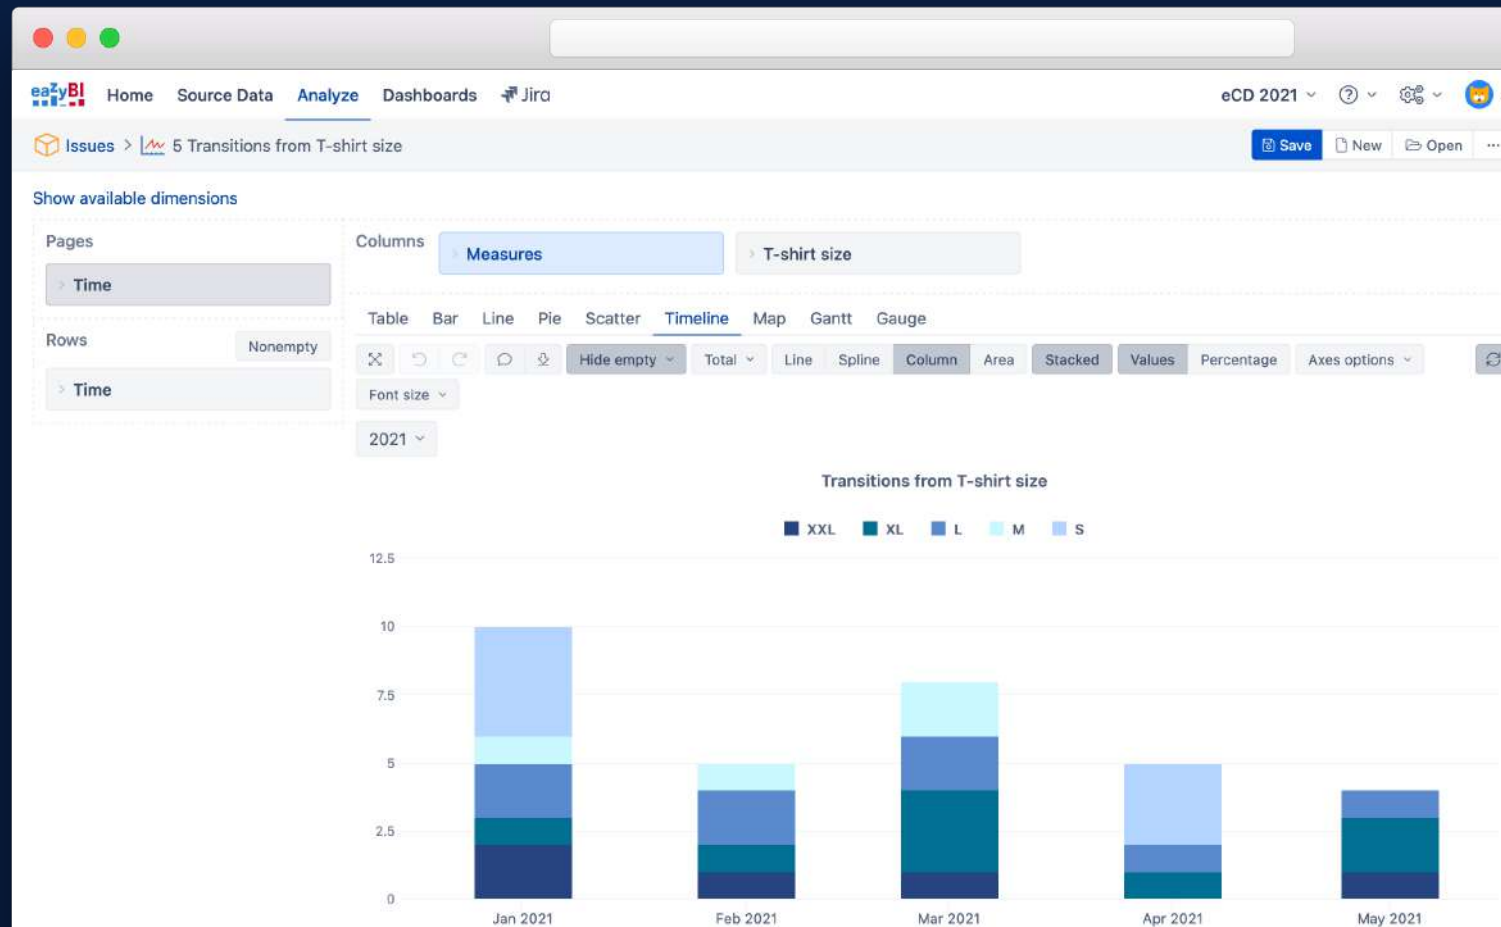 eazyBI Home Source Data Analyze Dashboards Jira eCD 2021
Issues > 5 Transitions from T-shirt size Save New Open ...
Show available dimensions
Pages
Time
Rows Nonempty
Time
Columns Measures T-shirt size
Table Bar Line Pie Scatter Timeline Map Gantt Gauge
Hide empty Total Line Spline Column Area Stacked Values Percentage Axes options
Font size
2021
Transitions from T-shirt size
XXL XL L M S
12.5
10
7.5
5
2.5
0
Jan 2021 Feb 2021 Mar 2021 Apr 2021 May 2021